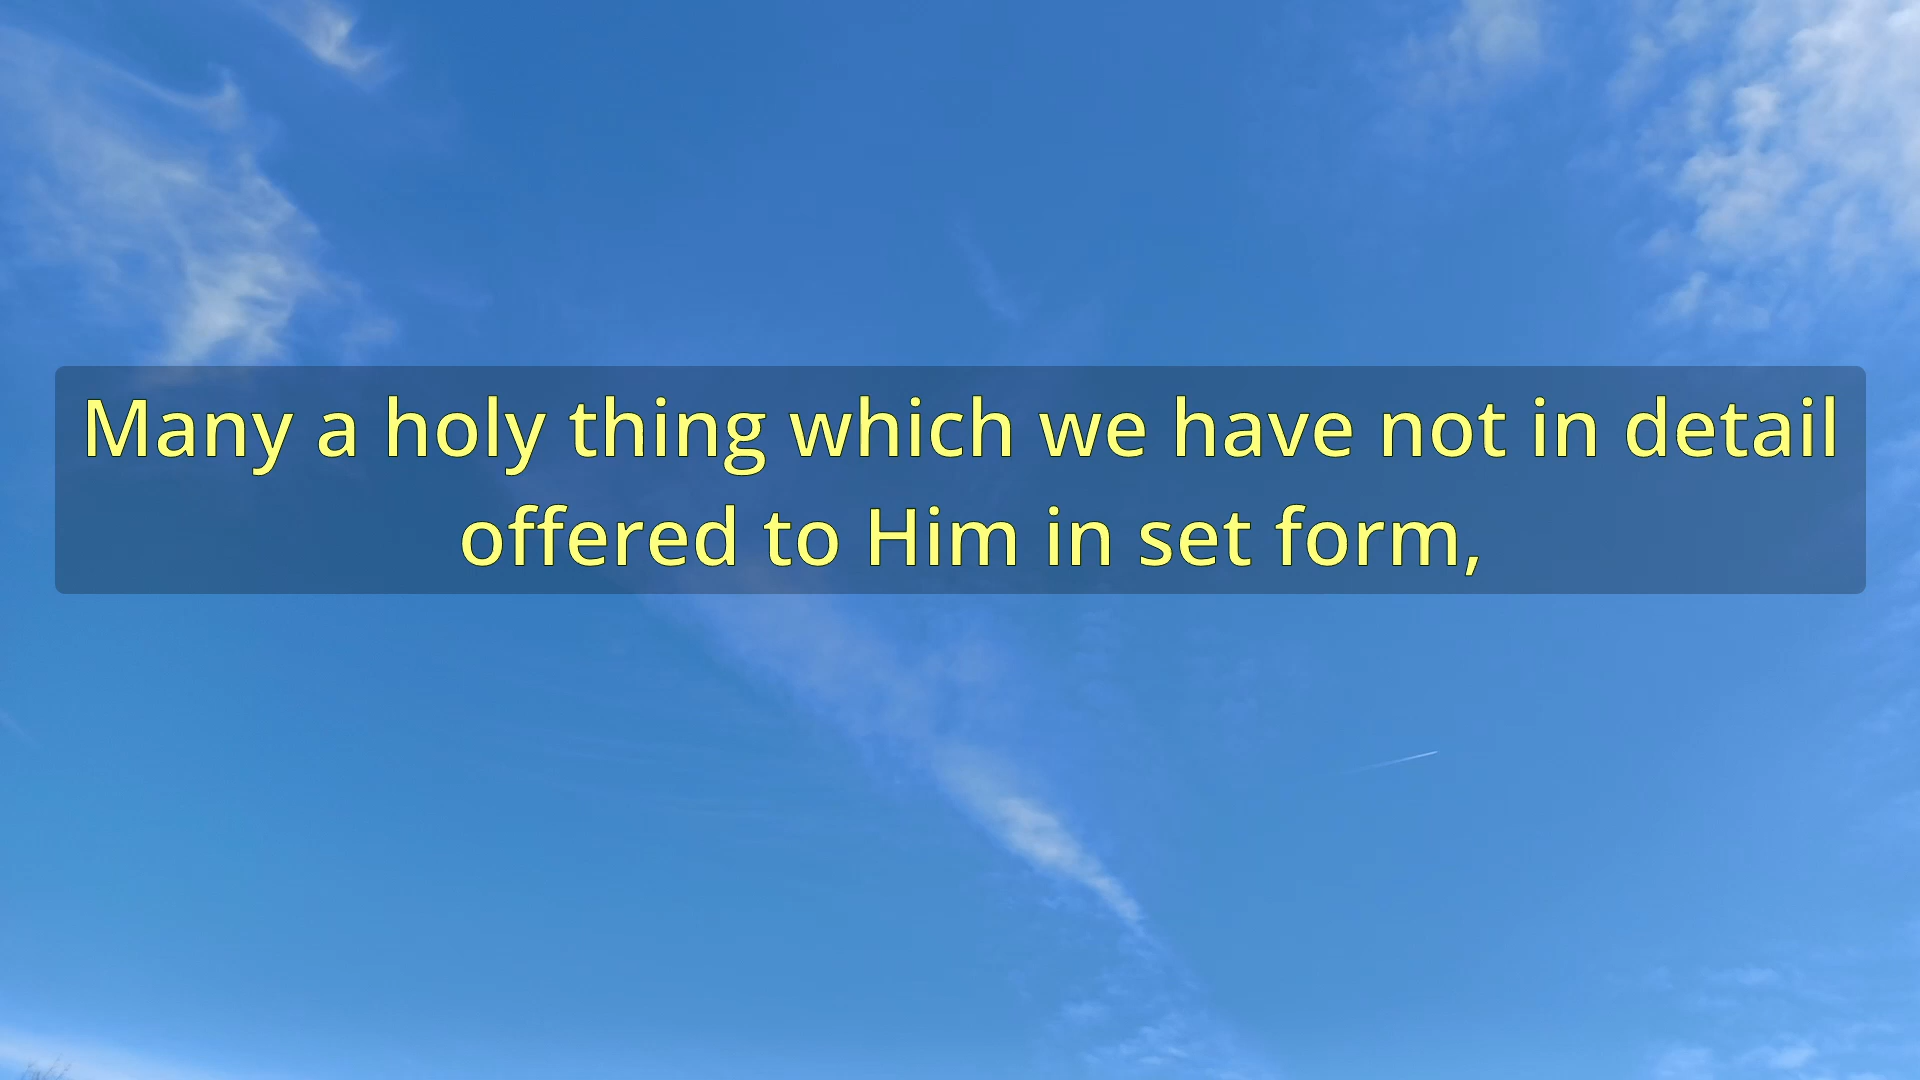 Many a holy thing which we have not in detail
offered to Him in set form,